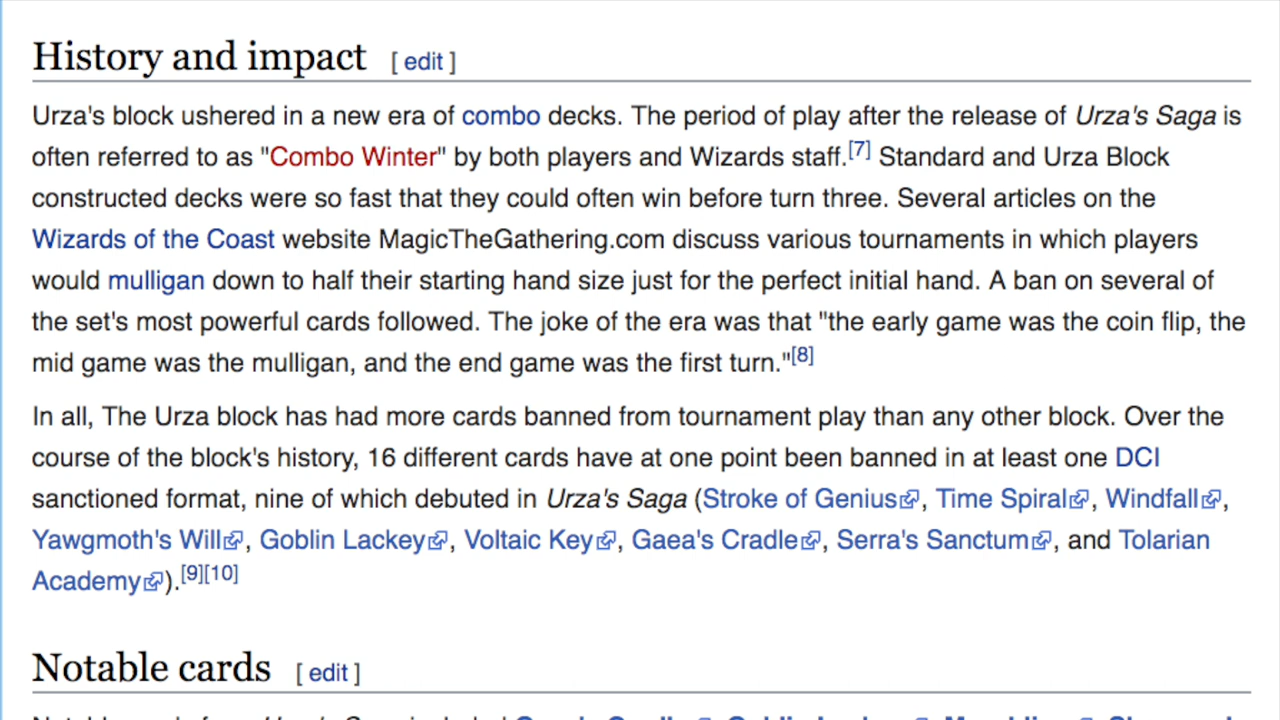 History and impact [ edit ]
Urza's block ushered in a new era of combo decks. The period of play after the release of Urza's Saga is
often referred to as "Combo Winter" by both players and Wizards staff.[7] Standard and Urza Block
constructed decks were so fast that they could often win before turn three. Several articles on the
Wizards of the Coast website MagicTheGathering.com discuss various tournaments in which players
would mulligan down to half their starting hand size just for the perfect initial hand. A ban on several of
the set's most powerful cards followed. The joke of the era was that "the early game was the coin flip, the
mid game was the mulligan, and the end game was the first turn."[8]
In all, The Urza block has had more cards banned from tournament play than any other block. Over the
course of the block's history, 16 different cards have at one point been banned in at least one DCI
sanctioned format, nine of which debuted in Urza's Saga (Stroke of Genius, Time Spiral, Windfall,
Yawgmoth's Will, Goblin Lackey, Voltaic Key, Gaea's Cradle, Serra's Sanctum, and Tolarian
Academy).[9][10]
Notable cards [ edit ]